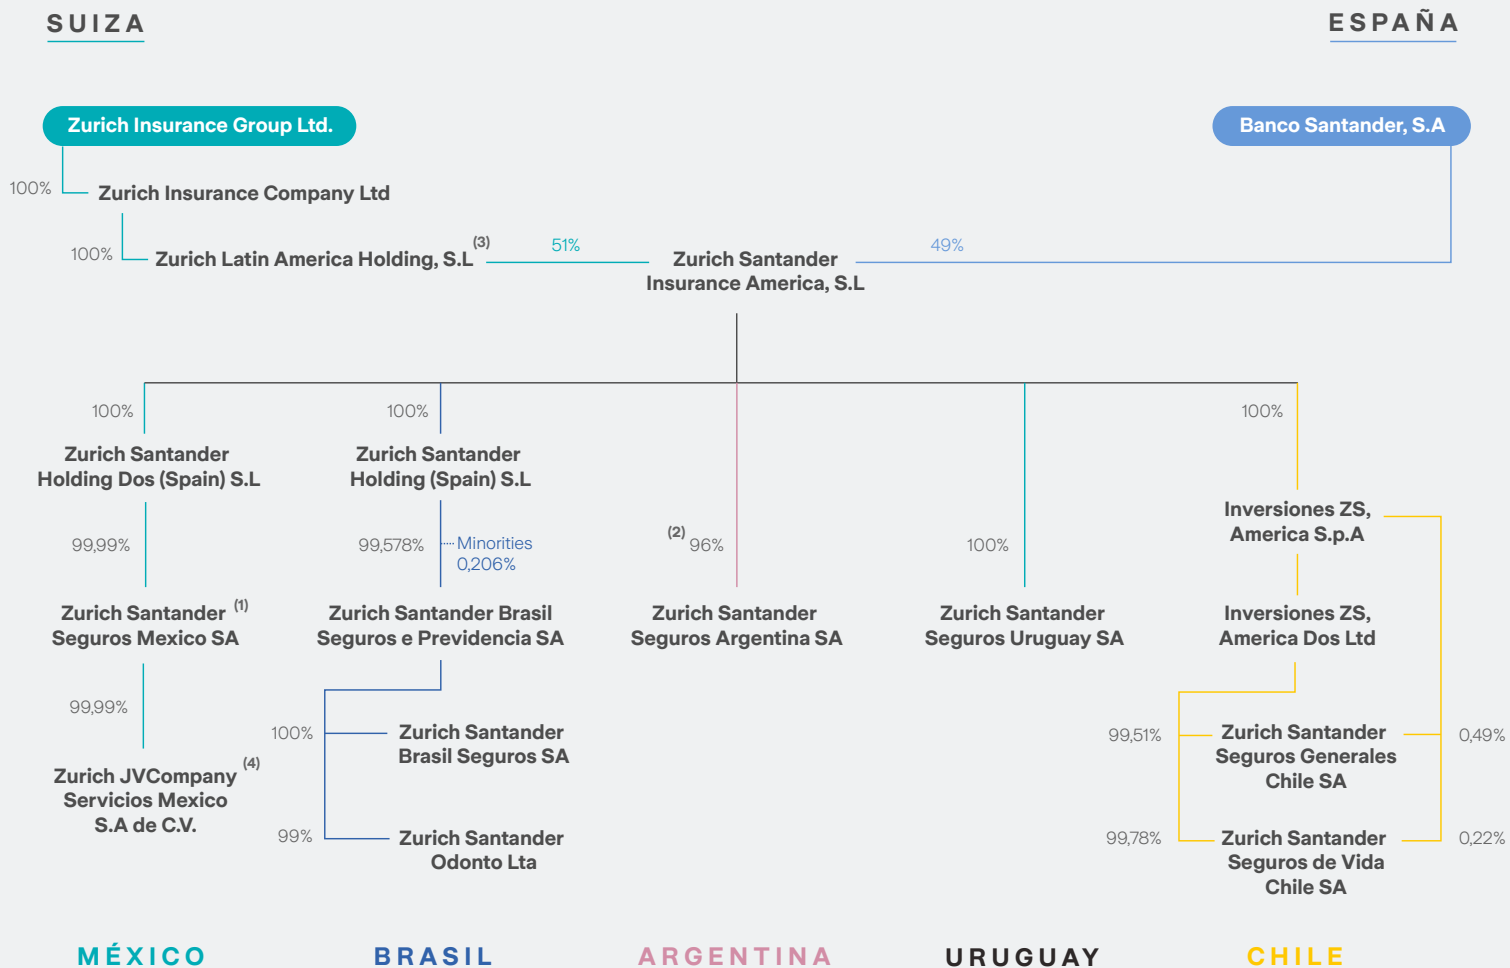 SUIZA
ESPAÑA
Zurich Insurance Group Ltd.
Banco Santander, S.A
100%
Zurich Insurance Company Ltd
100%
Zurich Latin America Holding, S.L (3)
51%
Zurich Santander
Insurance America, S.L
49%
100%
100%
100%
Zurich Santander
Holding Dos (Spain) S.L
Zurich Santander
Holding (Spain) S.L
Inversiones ZS,
America S.p.A
99,99%
99,578%
Minorities
0,206%
(2) 96%
100%
Zurich Santander (1)
Seguros Mexico SA
Zurich Santander Brasil
Seguros e Previdencia SA
Zurich Santander
Seguros Argentina SA
Zurich Santander
Seguros Uruguay SA
Inversiones ZS,
America Dos Ltd
99,99%
100%
Zurich Santander
Brasil Seguros SA
99,51%
Zurich Santander
Seguros Generales
Chile SA
0,49%
Zurich JVCompany (4)
Servicios Mexico
S.A de C.V.
99%
Zurich Santander
Odonto Lta
99,78%
Zurich Santander
Seguros de Vida
Chile SA
0,22%
MÉXICO
BRASIL
ARGENTINA
URUGUAY
CHILE